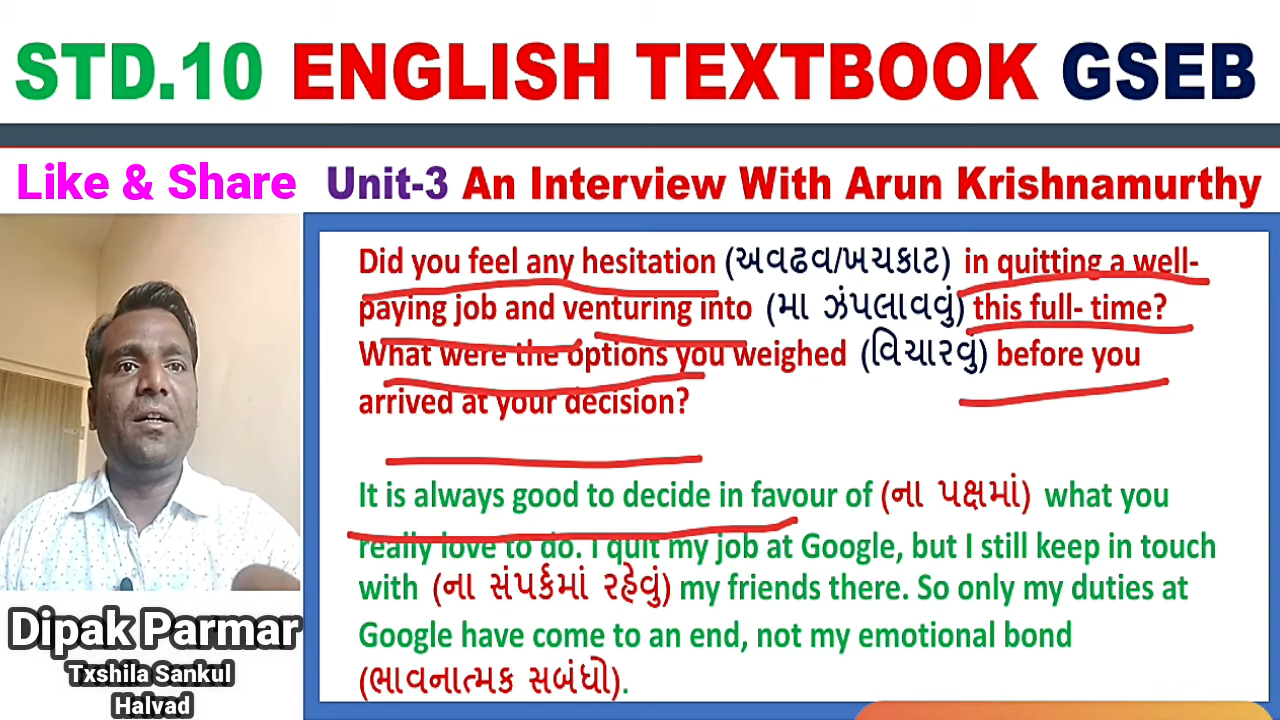 STD.10 ENGLISH TEXTBOOK GSEB
Like & Share Unit-3 An Interview With Arun Krishnamurthy
Did you feel any hesitation (અવઢવ/ખચકાટ) in quitting a well-
paying job and venturing into (મા ઝંપલાવવું) this full- time?
What were the options you weighed (વિચારવું) before you
arrived at your decision?
It is always good to decide in favour of (ના પક્ષમાં) what you
really love to do. I quit my job at Google, but I still keep in touch
with (ના સંપર્કમાં રહેવું) my friends there. So only my duties at
Google have come to an end, not my emotional bond
(ભાવનાત્મક સબંધો).
Dipak Parmar
Txshila Sankul
Halvad